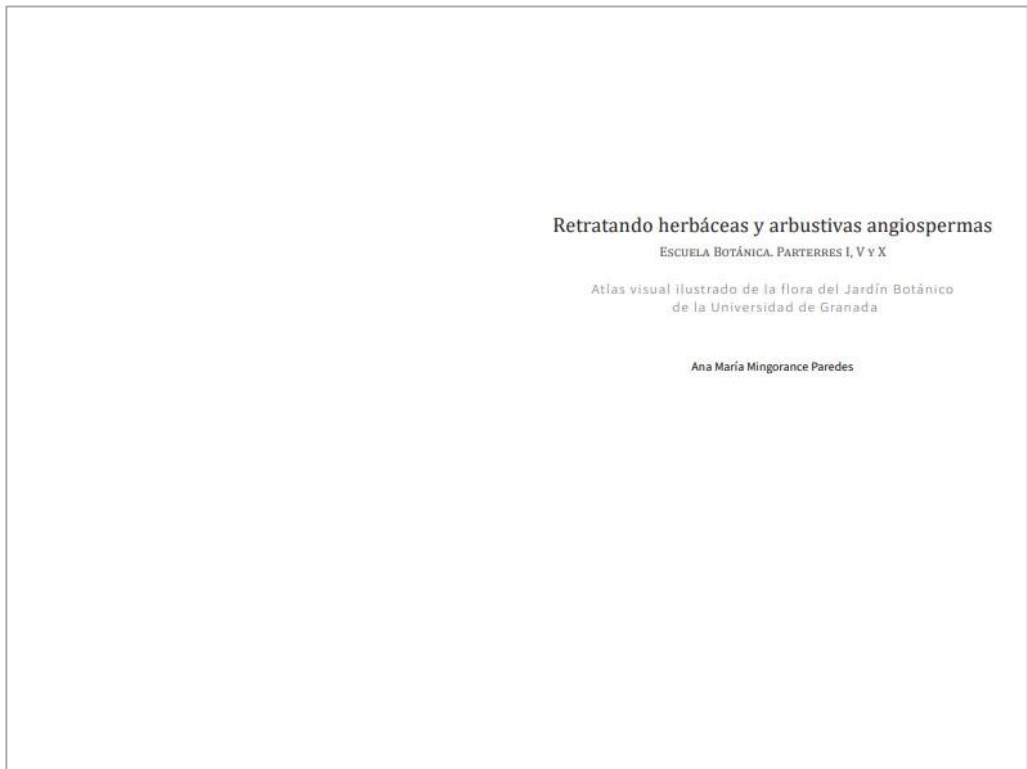 Retratando herbáceas y arbustivas angiospermas
Escuela Botánica. Parterres I, V y X
Atlas visual ilustrado de la flora del Jardín Botánico
de la Universidad de Granada
Ana María Mingorance Paredes